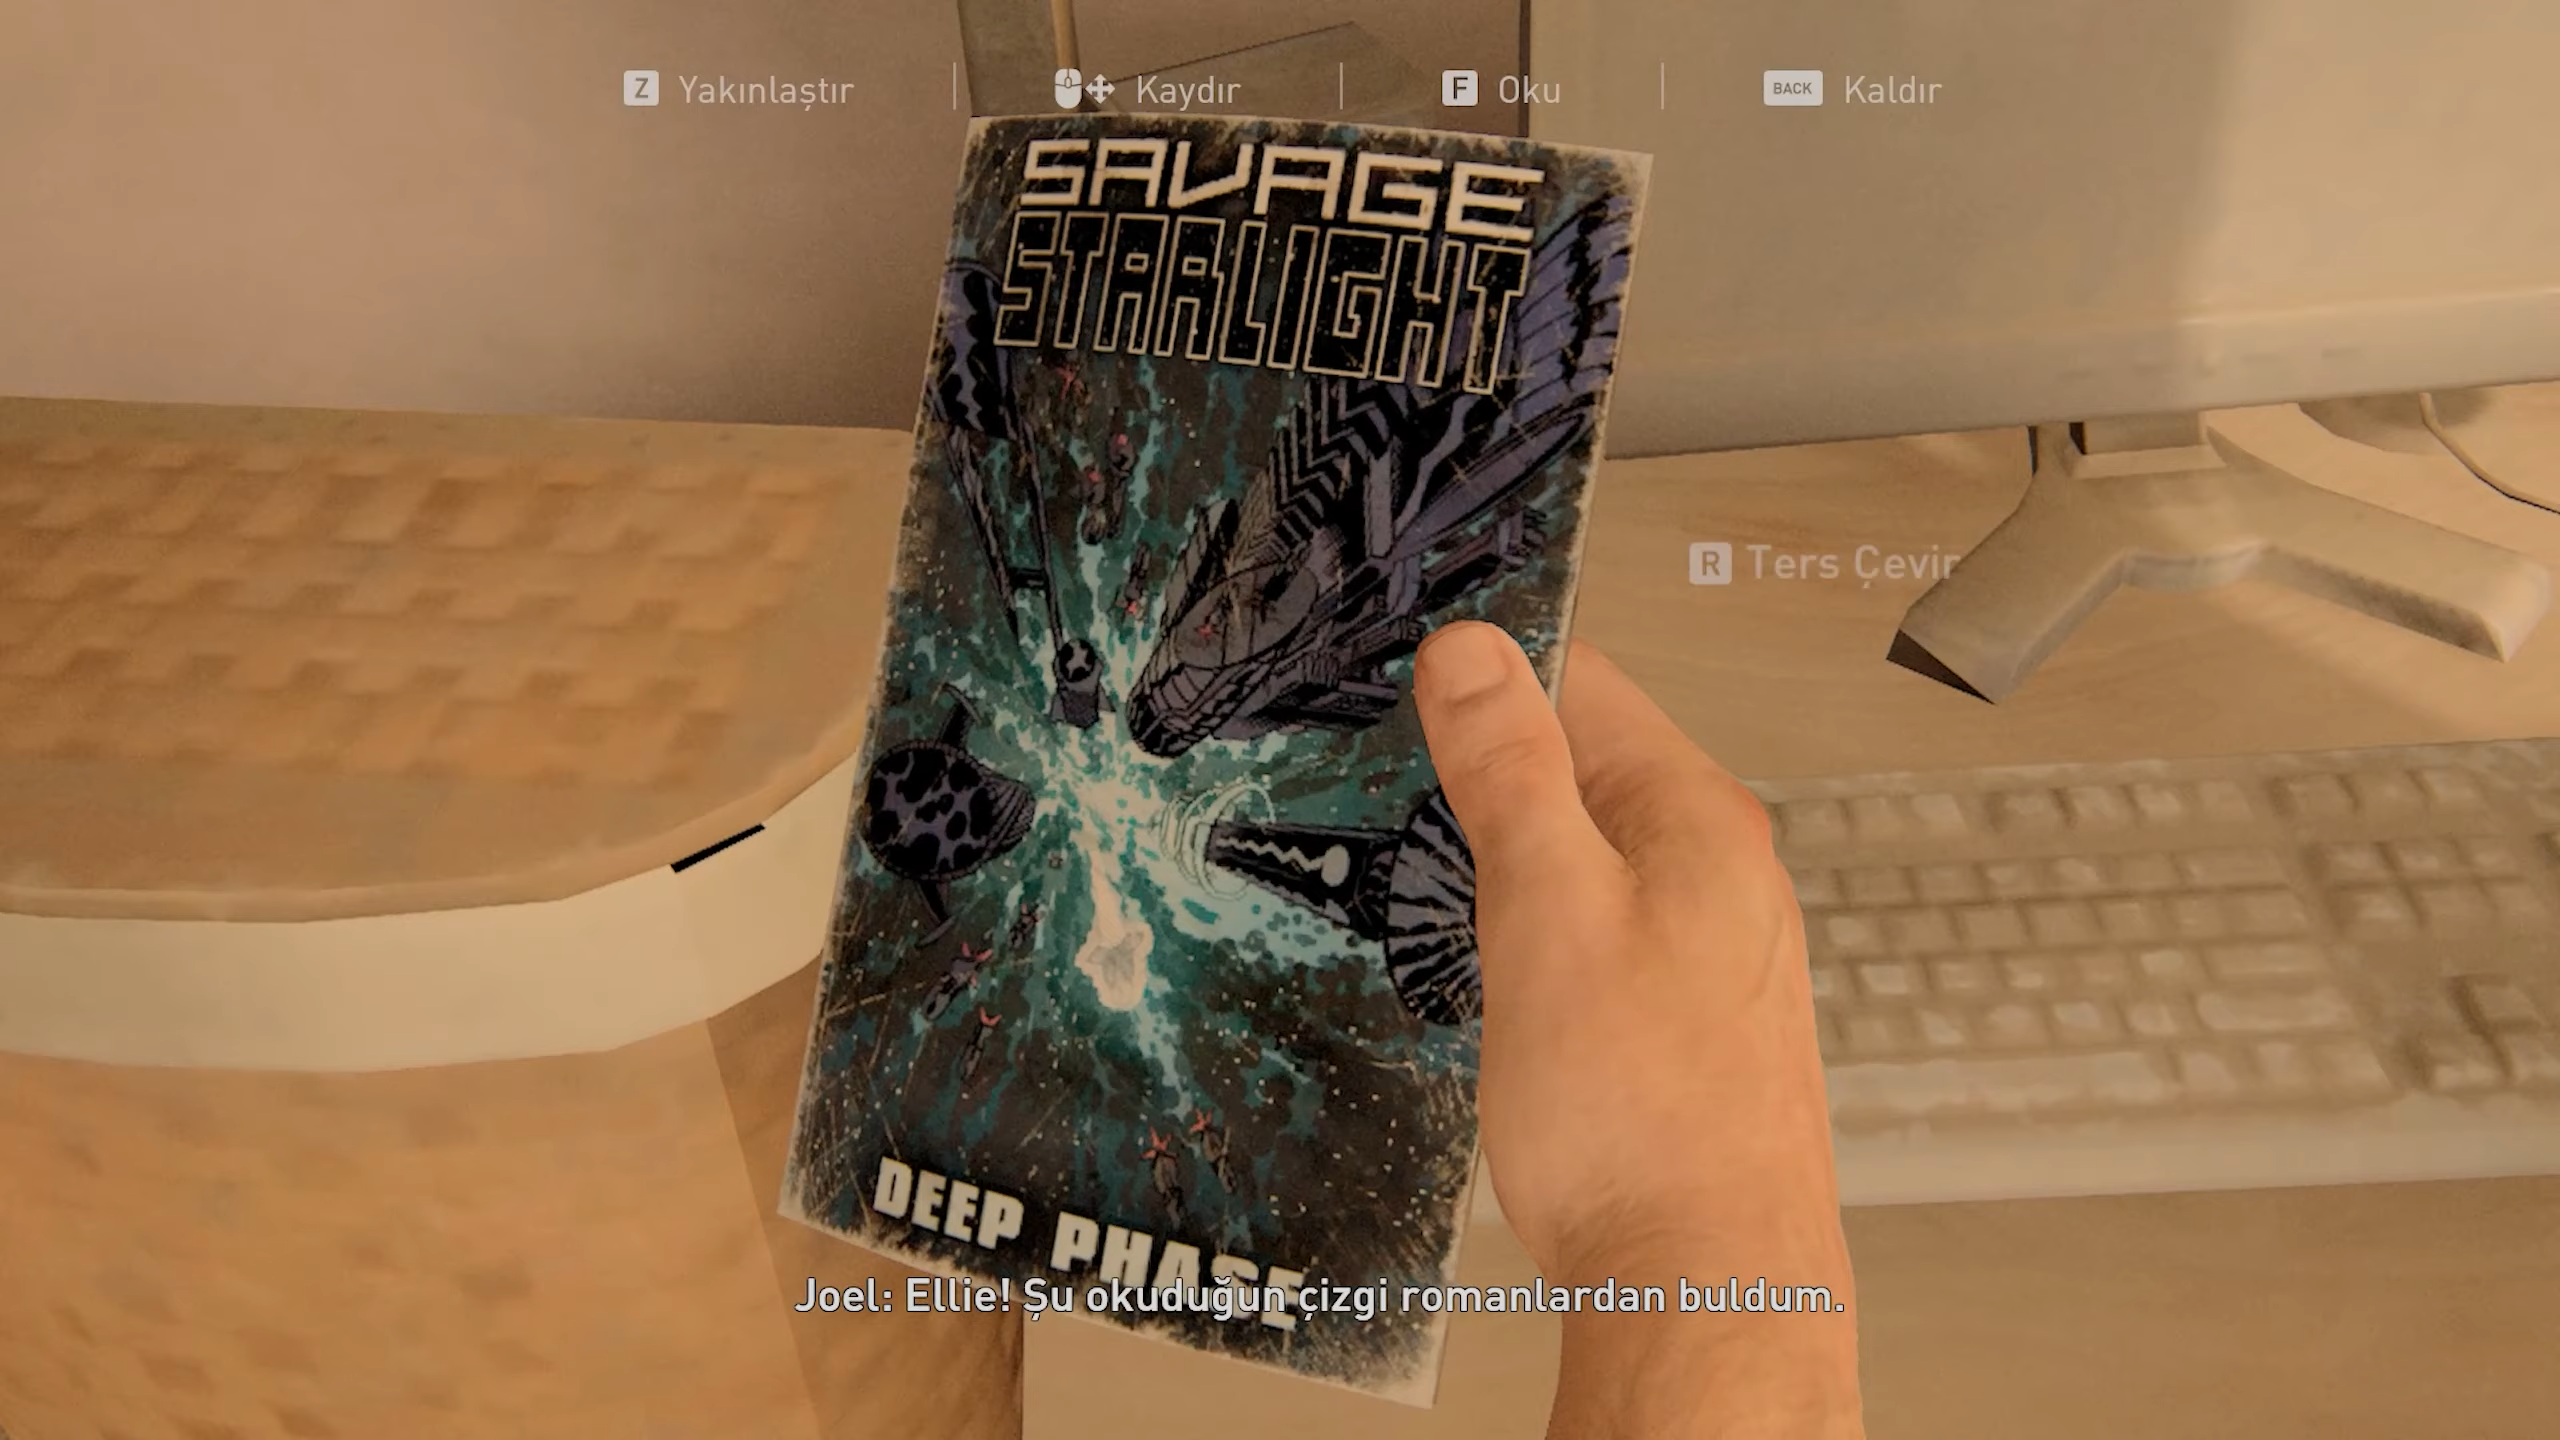 Z Yakınlaştır
Kaydır
F Oku
BACK Kaldır
SAVAGE
STARLIGHT
R Ters Çevir
DEEP PHASE
Joel: Ellie! Şu okuduğun çizgi romanlardan buldum.